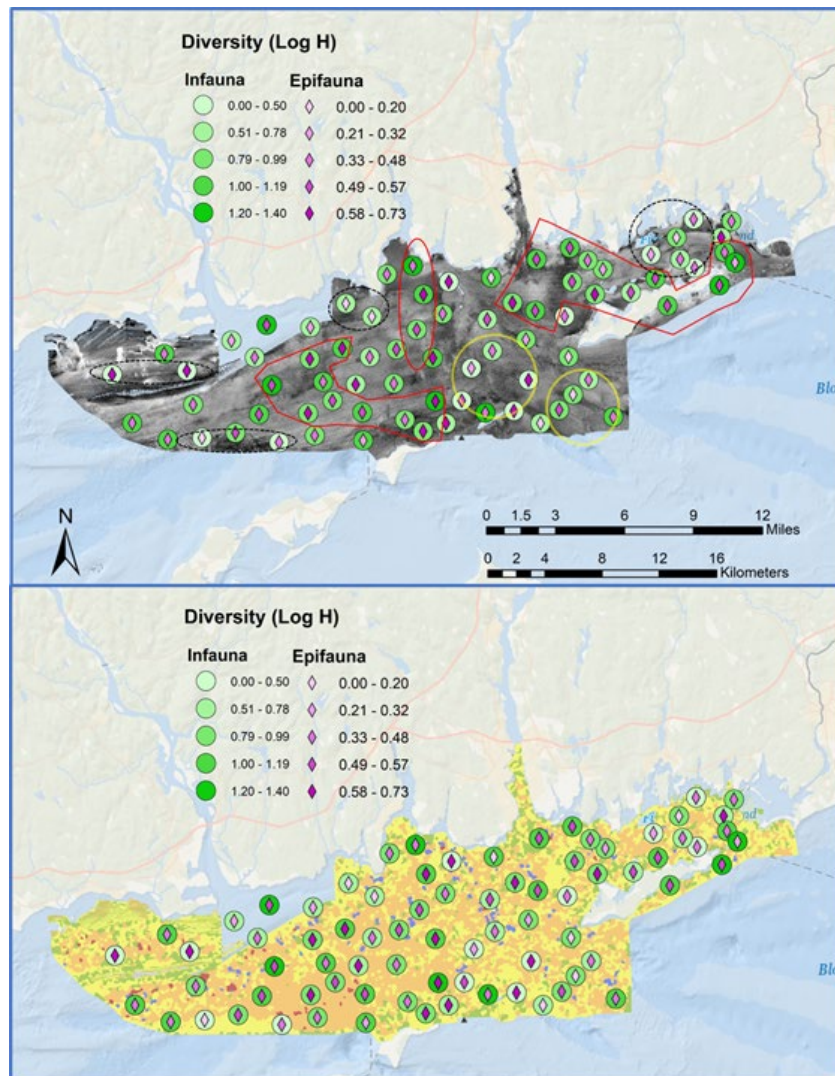 Diversity (Log H)
Infauna Epifauna
0.00 - 0.50 0.00 - 0.20
0.51 - 0.78 0.21 - 0.32
0.79 - 0.99 0.33 - 0.48
1.00 - 1.19 0.49 - 0.57
1.20 - 1.40 0.58 - 0.73
nd
Blo
N
0 1.5 3 6 9 12
Miles
0 2 4 8 12 16
Kilometers
Diversity (Log H)
Infauna Epifauna
0.00 - 0.50 0.00 - 0.20
0.51 - 0.78 0.21 - 0.32
0.79 - 0.99 0.33 - 0.48
1.00 - 1.19 0.49 - 0.57
1.20 - 1.40 0.58 - 0.73
nd
Blo